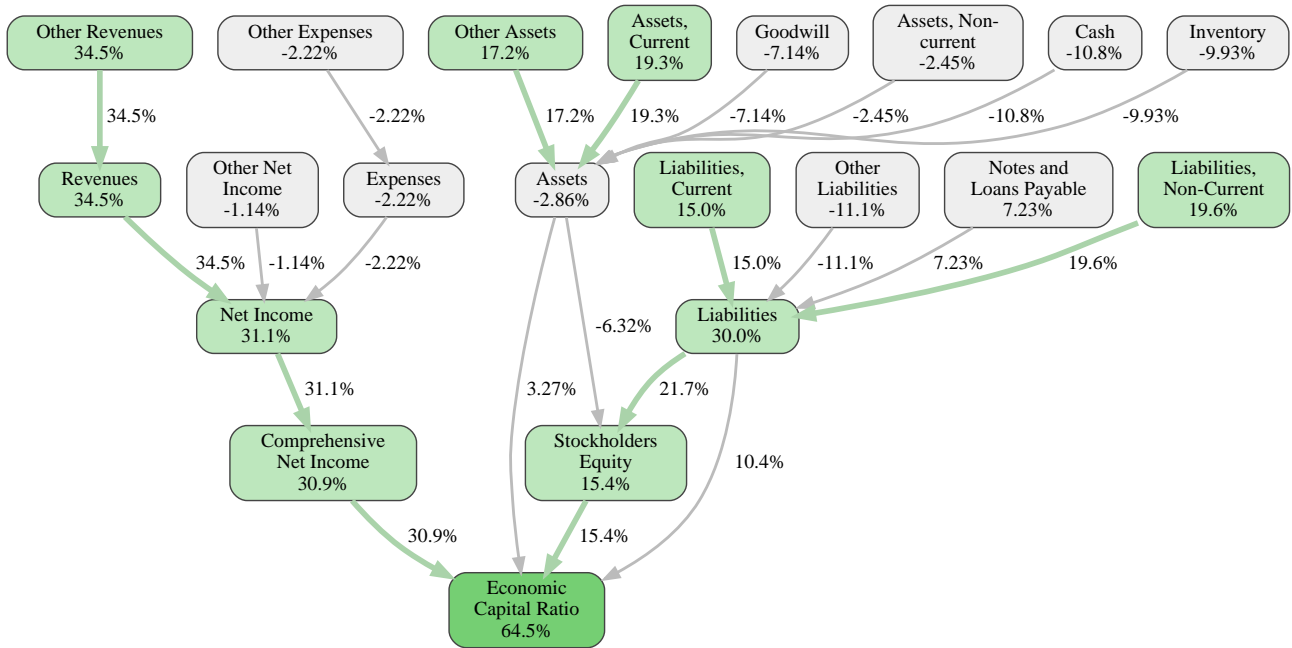 Other Revenues
34.5%
Other Expenses
-2.22%
Other Assets
17.2%
Assets,
Current
19.3%
Goodwill
-7.14%
Assets, Non-
current
-2.45%
Cash
-10.8%
Inventory
-9.93%
34.5%
-2.22%
17.2%
19.3%
-7.14%
-2.45%
-10.8%
-9.93%
Revenues
34.5%
Other Net
Income
-1.14%
Expenses
-2.22%
Assets
-2.86%
Liabilities,
Current
15.0%
Other
Liabilities
-11.1%
Notes and
Loans Payable
7.23%
Liabilities,
Non-Current
19.6%
34.5%
-1.14%
-2.22%
15.0%
-11.1%
7.23%
19.6%
Net Income
31.1%
-6.32%
Liabilities
30.0%
31.1%
3.27%
21.7%
Comprehensive
Net Income
30.9%
Stockholders
Equity
15.4%
10.4%
30.9%
15.4%
Economic
Capital Ratio
64.5%